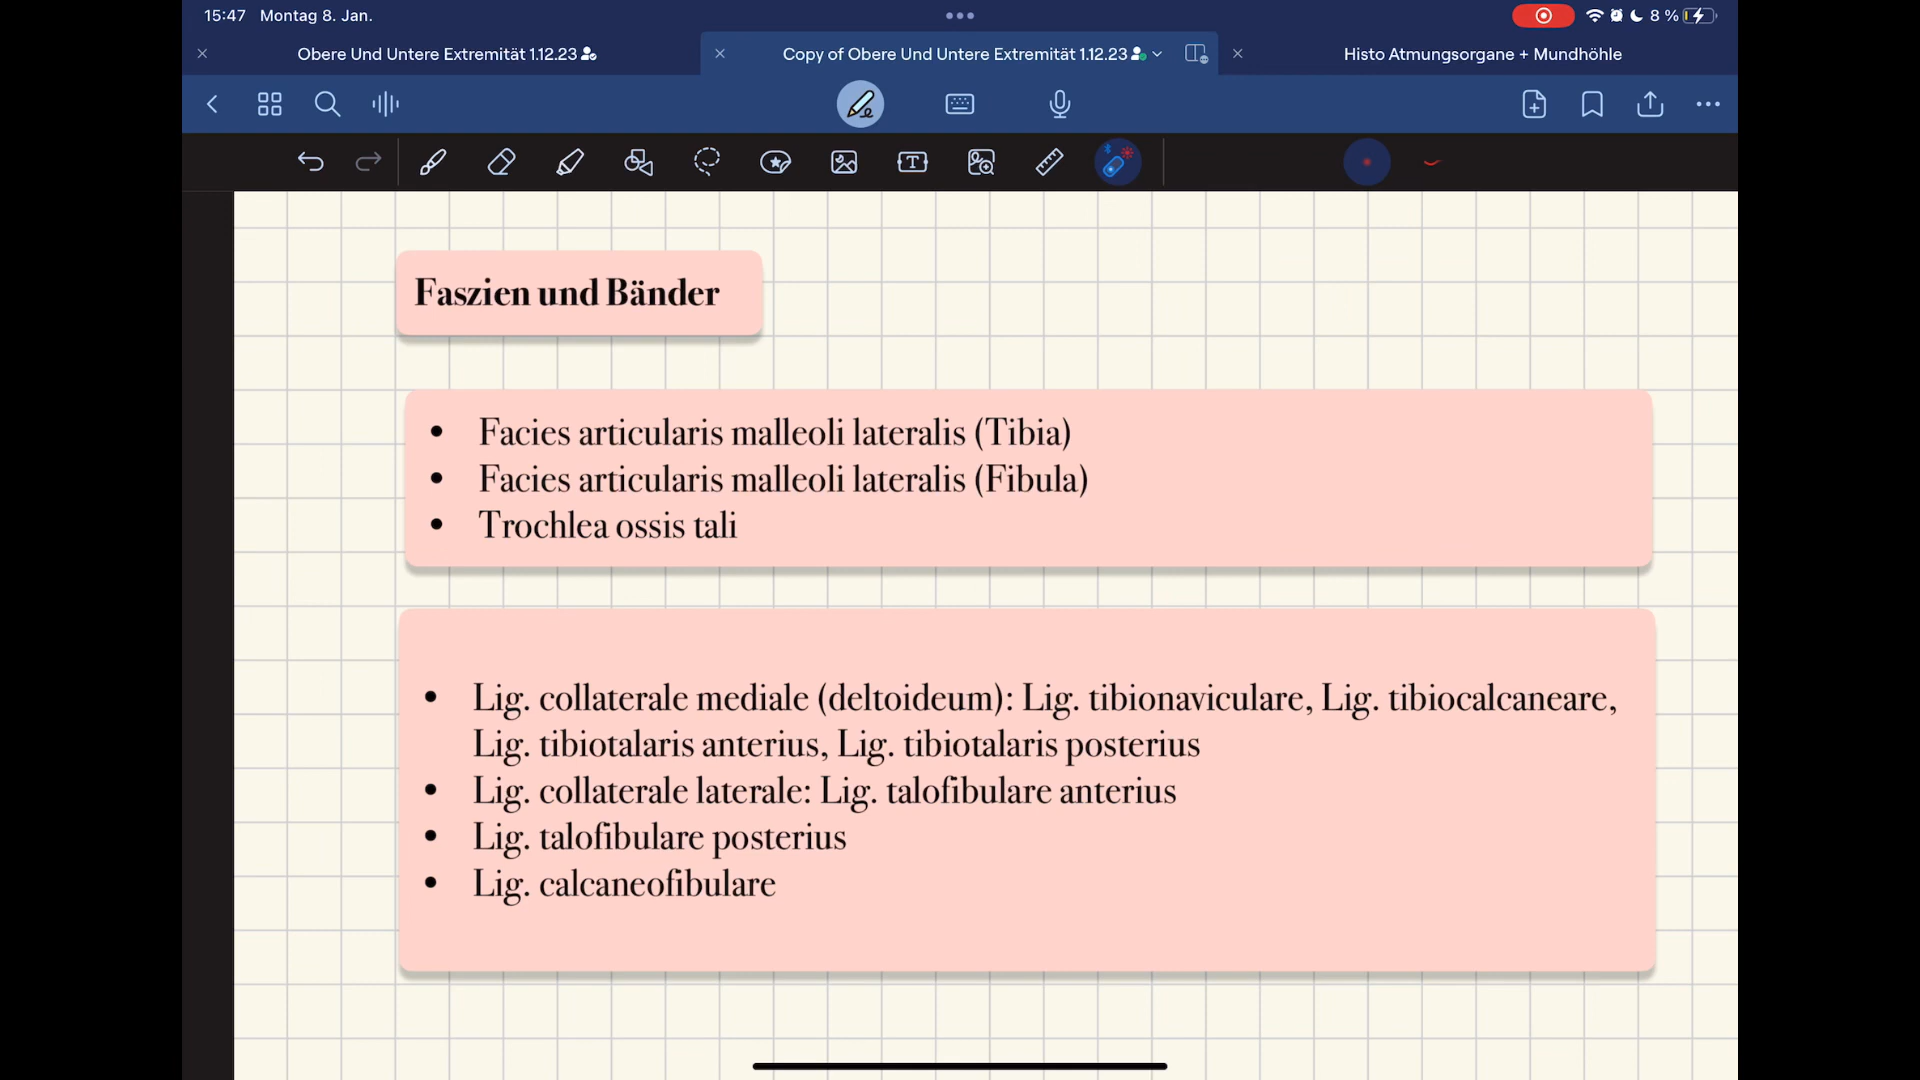 15:47 Montag 8. Jan.
8 %
Obere Und Untere Extremität 1.12.23
Copy of Obere Und Untere Extremität 1.12.23
Histo Atmungsorgane + Mundhöhle
Faszien und Bänder
• Facies articularis malleoli lateralis (Tibia)
• Facies articularis malleoli lateralis (Fibula)
• Trochlea ossis tali
• Lig. collaterale mediale (deltoideum): Lig. tibionaviculare, Lig. tibiocalcaneare,
Lig. tibiotalaris anterius, Lig. tibiotalaris posterius
• Lig. collaterale laterale: Lig. talofibulare anterius
• Lig. talofibulare posterius
• Lig. calcaneofibulare